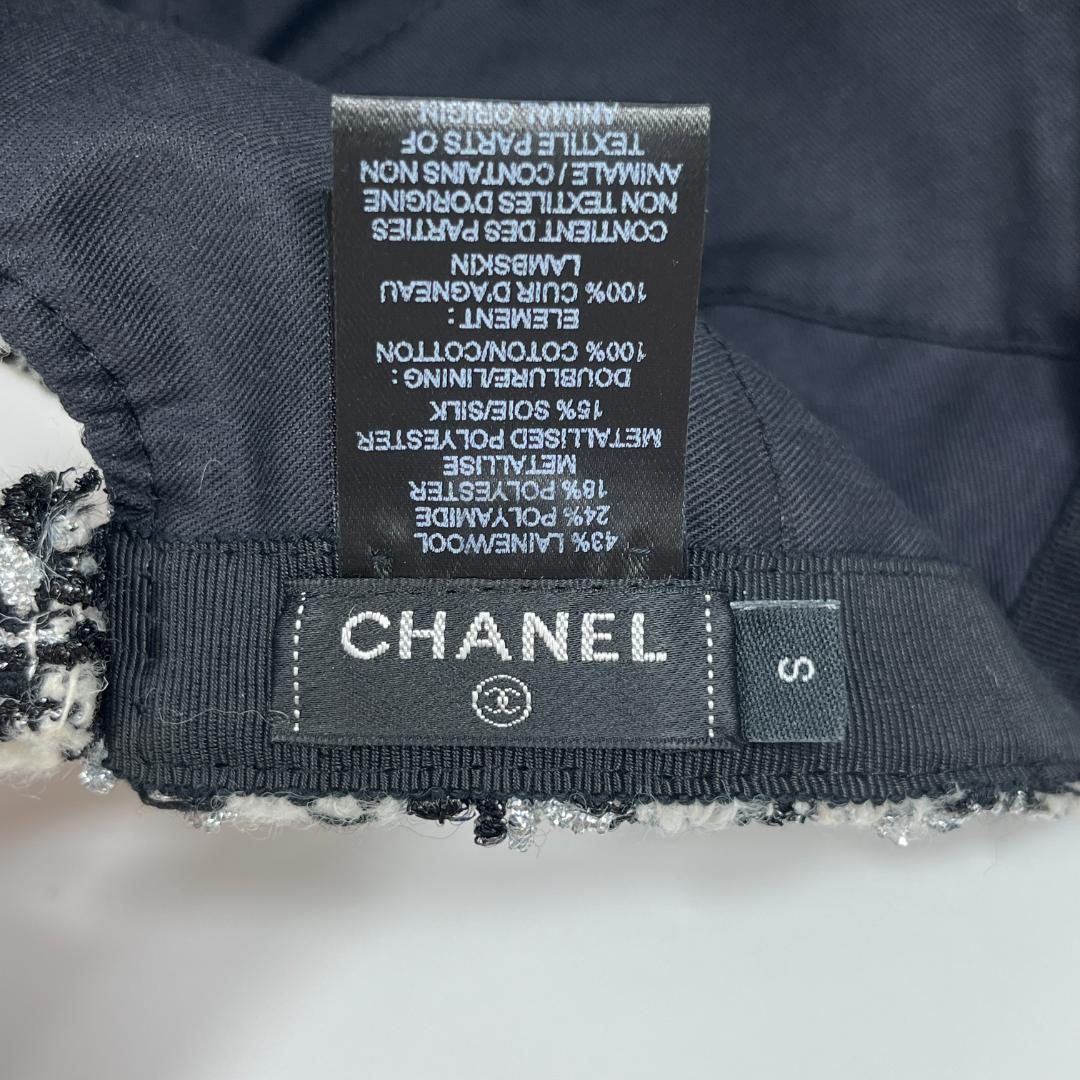 43% LAINE/WOOL
24% POLYAMIDE
18% POLYESTER
METALLISE
METALLISED POLYESTER
15% SOIE/SILK
DOUBLURE/LINING :
100% COTON/COTTON
ELEMENT :
100% CUIR D'AGNEAU
LAMBSKIN
CONTIENT DES PARTIES
NON TEXTILES D'ORIGINE
ANIMALE / CONTAINS NON
TEXTILE PARTS OF
ANIMAL ORIGIN
CHANEL
S